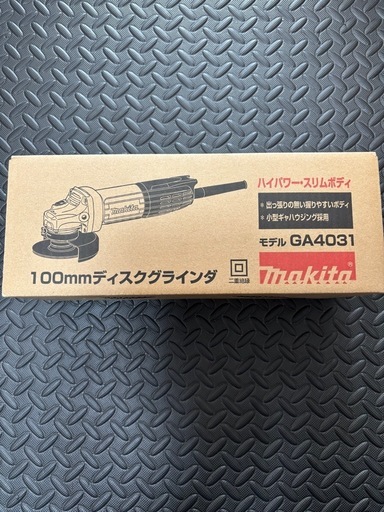 ハイパワー・スリムボディ
* 出っ張りの無い握りやすいボディ
* 小型ギャハウジング採用
モデル GA4031
makita
100mmディスクグラインダ
二重絶縁
makita®